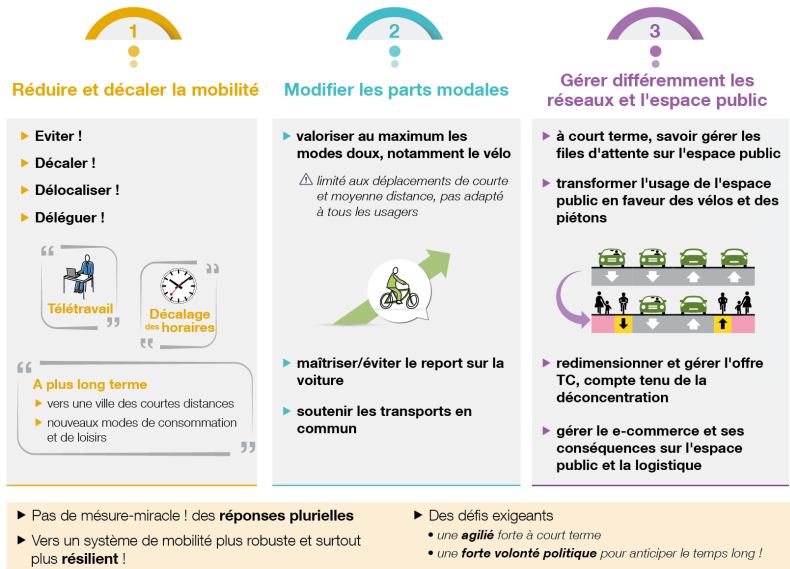 1
Réduire et décaler la mobilité
Eviter !
Décaler !
Délocaliser !
Déléguer !
Télétravail
Décalage
des horaires
A plus long terme
vers une ville des courtes distances
nouveaux modes de consommation
et de loisirs
2
Modifier les parts modales
valoriser au maximum les
modes doux, notamment le vélo
limité aux déplacements de courte
et moyenne distance, pas adapté
à tous les usagers
maîtriser/éviter le report sur la
voiture
soutenir les transports en
commun
3
Gérer différemment les
réseaux et l'espace public
à court terme, savoir gérer les
files d'attente sur l'espace public
transformer l'usage de l'espace
public en faveur des vélos et des
piétons
redimensionner et gérer l'offre
TC, compte tenu de la
déconcentration
gérer le e-commerce et ses
conséquences sur l'espace
public et la logistique
Pas de mésure-miracle ! des réponses plurielles
Vers un système de mobilité plus robuste et surtout
plus résilient !
Des défis exigeants
• une agilié forte à court terme
• une forte volonté politique pour anticiper le temps long !